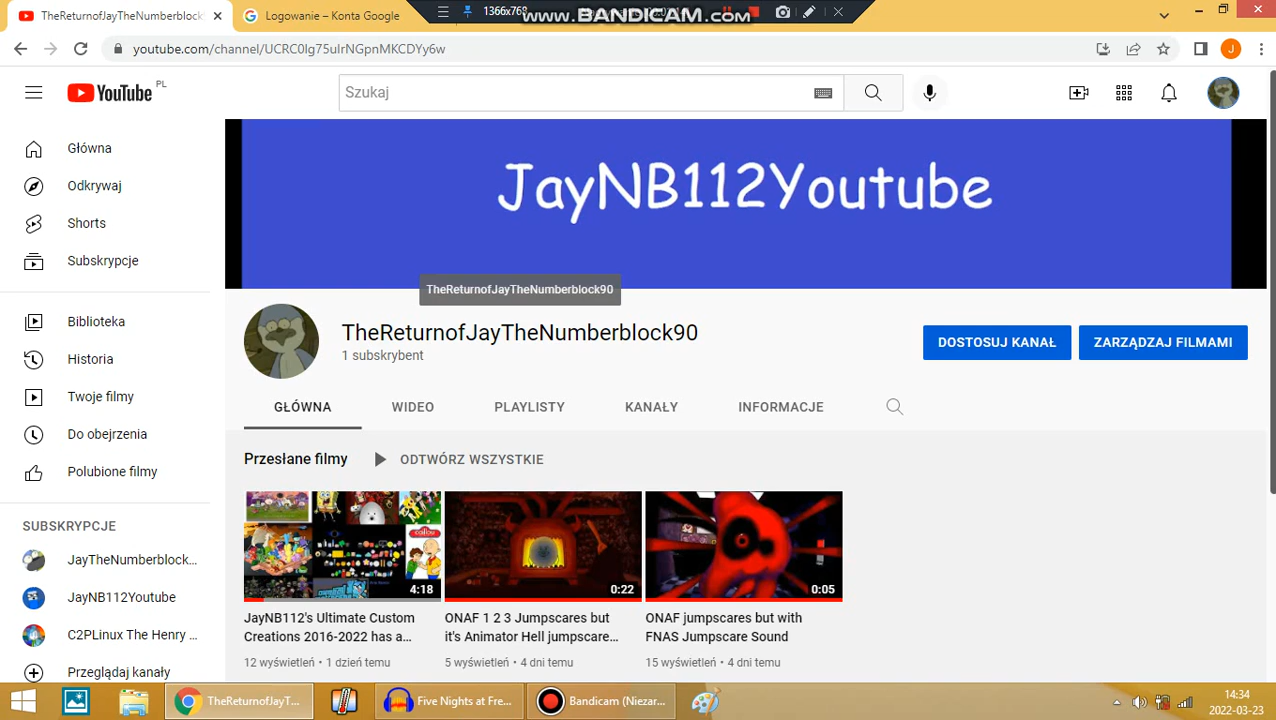 TheReturnofJayTheNumberblock
Logowanie – Konta Google
1366x768
www.BANDICAM.com
youtube.com/channel/UCRC0lg75uIrNGpnMKCDYy6w
J
YouTube PL
Szukaj
Główna
Odkrywaj
Shorts
Subskrypcje
Biblioteka
Historia
Twoje filmy
Do obejrzenia
Polubione filmy
SUBSKRYPCJE
JayTheNumberblock...
JayNB112Youtube
C2PLinux The Henry ...
Przeglądaj kanały
JayNB112Youtube
TheReturnofJayTheNumberblock90
TheReturnofJayTheNumberblock90
1 subskrybent
DOSTOSUJ KANAŁ
ZARZĄDZAJ FILMAMI
GŁÓWNA WIDEO PLAYLISTY KANAŁY INFORMACJE
Przesłane filmy
ODTWÓRZ WSZYSTKIE
4:18
JayNB112's Ultimate Custom
Creations 2016-2022 has a...
12 wyświetleń • 1 dzień temu
0:22
ONAF 1 2 3 Jumpscares but
it's Animator Hell jumpscare...
5 wyświetleń • 4 dni temu
0:05
ONAF jumpscares but with
FNAS Jumpscare Sound
15 wyświetleń • 4 dni temu
TheReturnofJayT...
Five Nights at Fre...
Bandicam (Niezar...
14:34
2022-03-23